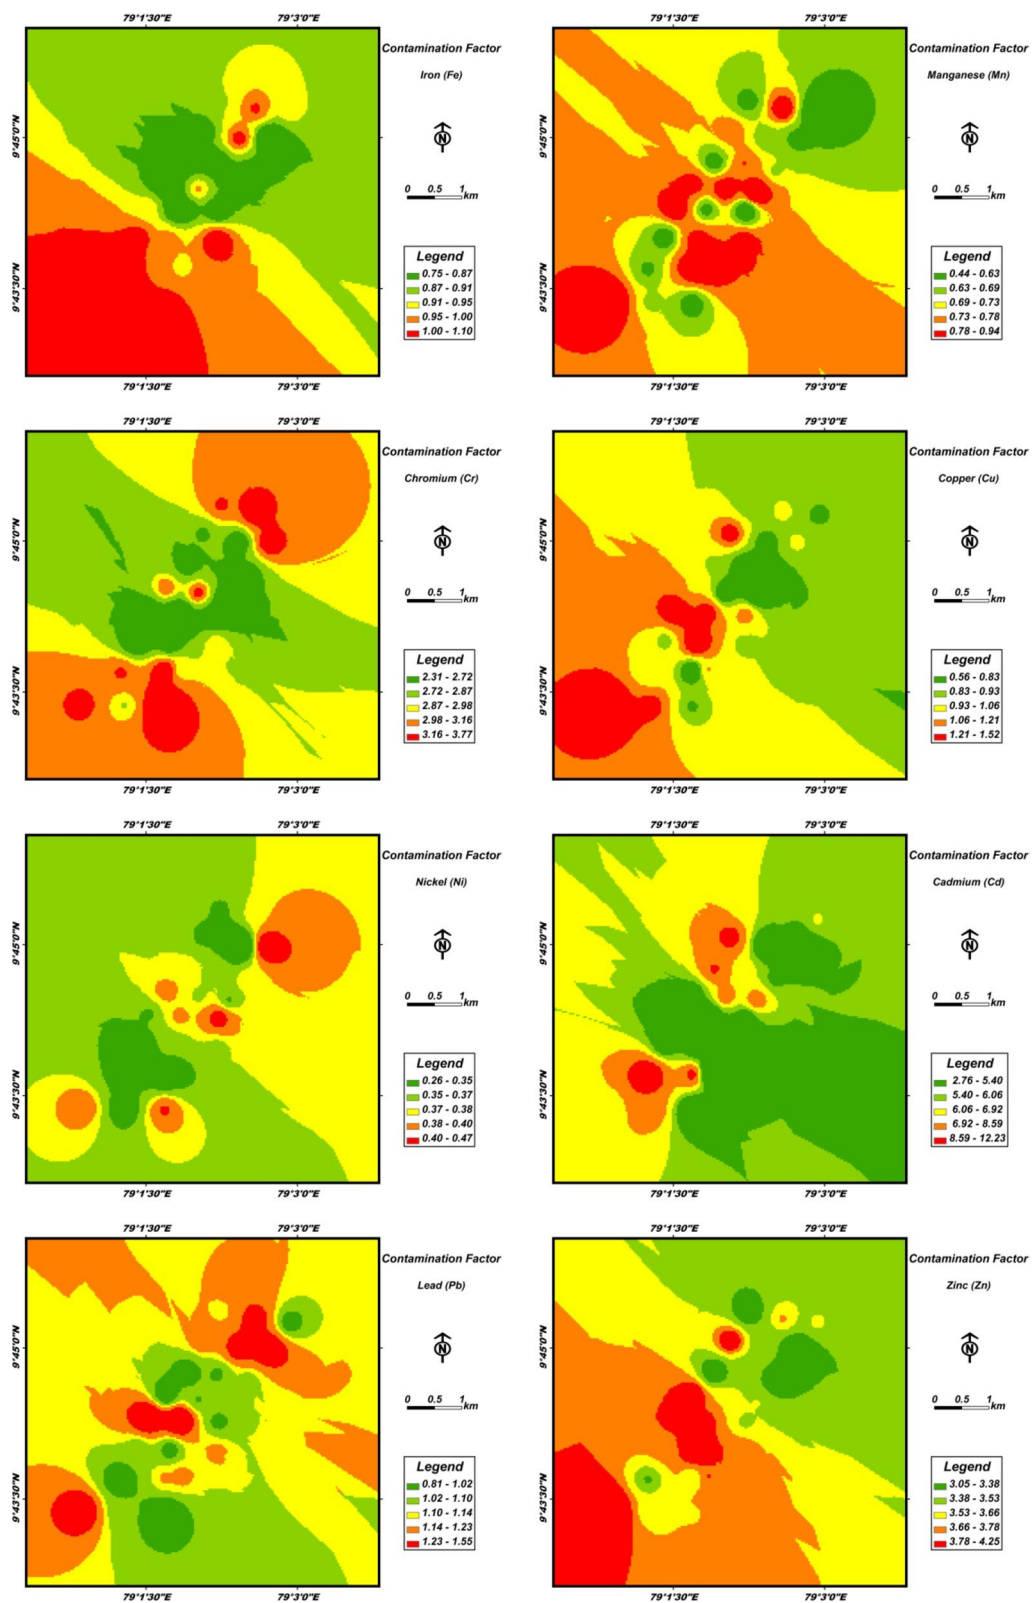 79°1'30"E 79°3'0"E 79°1'30"E 79°3'0"E
Contamination Factor
Iron (Fe)
9°45'0"N
N
0 0.5 1
km
Legend
0.75 - 0.87
0.87 - 0.91
0.91 - 0.95
0.95 - 1.00
1.00 - 1.10
9°43'30"N
Contamination Factor
Manganese (Mn)
9°45'0"N
N
0 0.5 1
km
Legend
0.44 - 0.63
0.63 - 0.69
0.69 - 0.73
0.73 - 0.78
0.78 - 0.94
9°43'30"N
79°1'30"E 79°3'0"E 79°1'30"E 79°3'0"E
79°1'30"E 79°3'0"E 79°1'30"E 79°3'0"E
Contamination Factor
Chromium (Cr)
9°45'0"N
N
0 0.5 1
km
Legend
2.31 - 2.72
2.72 - 2.87
2.87 - 2.98
2.98 - 3.16
3.16 - 3.77
9°43'30"N
Contamination Factor
Copper (Cu)
9°45'0"N
N
0 0.5 1
km
Legend
0.56 - 0.83
0.83 - 0.93
0.93 - 1.06
1.06 - 1.21
1.21 - 1.52
9°43'30"N
79°1'30"E 79°3'0"E 79°1'30"E 79°3'0"E
79°1'30"E 79°3'0"E 79°1'30"E 79°3'0"E
Contamination Factor
Nickel (Ni)
9°45'0"N
N
0 0.5 1
km
Legend
0.26 - 0.35
0.35 - 0.37
0.37 - 0.38
0.38 - 0.40
0.40 - 0.47
9°43'30"N
Contamination Factor
Cadmium (Cd)
9°45'0"N
N
0 0.5 1
km
Legend
2.76 - 5.40
5.40 - 6.06
6.06 - 6.92
6.92 - 8.59
8.59 - 12.23
9°43'30"N
79°1'30"E 79°3'0"E 79°1'30"E 79°3'0"E
79°1'30"E 79°3'0"E 79°1'30"E 79°3'0"E
Contamination Factor
Lead (Pb)
9°45'0"N
N
0 0.5 1
km
Legend
0.81 - 1.02
1.02 - 1.10
1.10 - 1.14
1.14 - 1.23
1.23 - 1.55
9°43'30"N
Contamination Factor
Zinc (Zn)
9°45'0"N
N
0 0.5 1
km
Legend
3.05 - 3.38
3.38 - 3.53
3.53 - 3.66
3.66 - 3.78
3.78 - 4.25
9°43'30"N
79°1'30"E 79°3'0"E 79°1'30"E 79°3'0"E